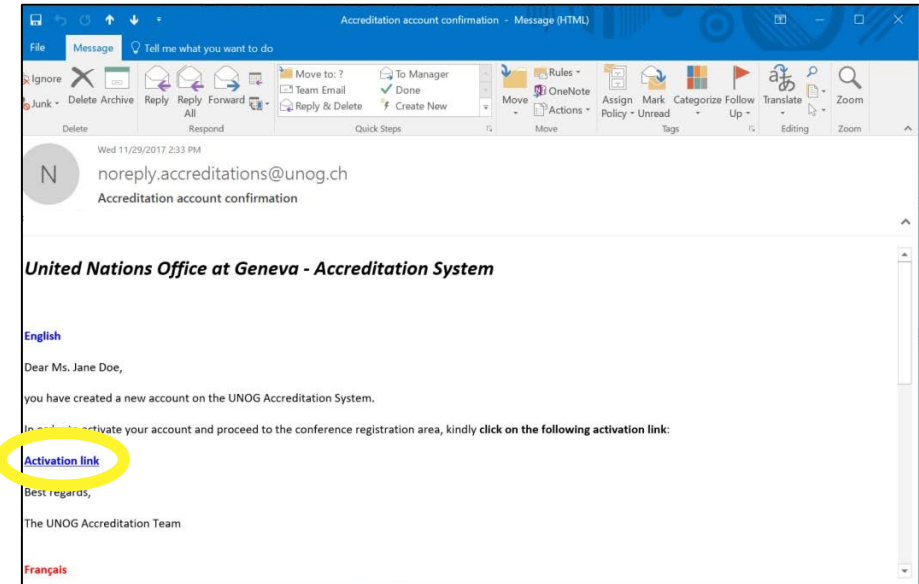 Accreditation account confirmation - Message (HTML)
File Message Tell me what you want to do
Ignore
Junk
Delete Archive
Reply Reply All Forward
Move to: ? To Manager
Team Email Done
Reply & Delete Create New
Move
Rules
OneNote
Actions
Assign Policy Mark Unread Categorize Follow Up
Translate
Zoom
Delete Respond Quick Steps Move Tags Editing Zoom
Wed 11/29/2017 2:33 PM
N
noreply.accreditations@unog.ch
Accreditation account confirmation
United Nations Office at Geneva - Accreditation System
English
Dear Ms. Jane Doe,
you have created a new account on the UNOG Accreditation System.
In order to activate your account and proceed to the conference registration area, kindly click on the following activation link:
Activation link
Best regards,
The UNOG Accreditation Team
Français